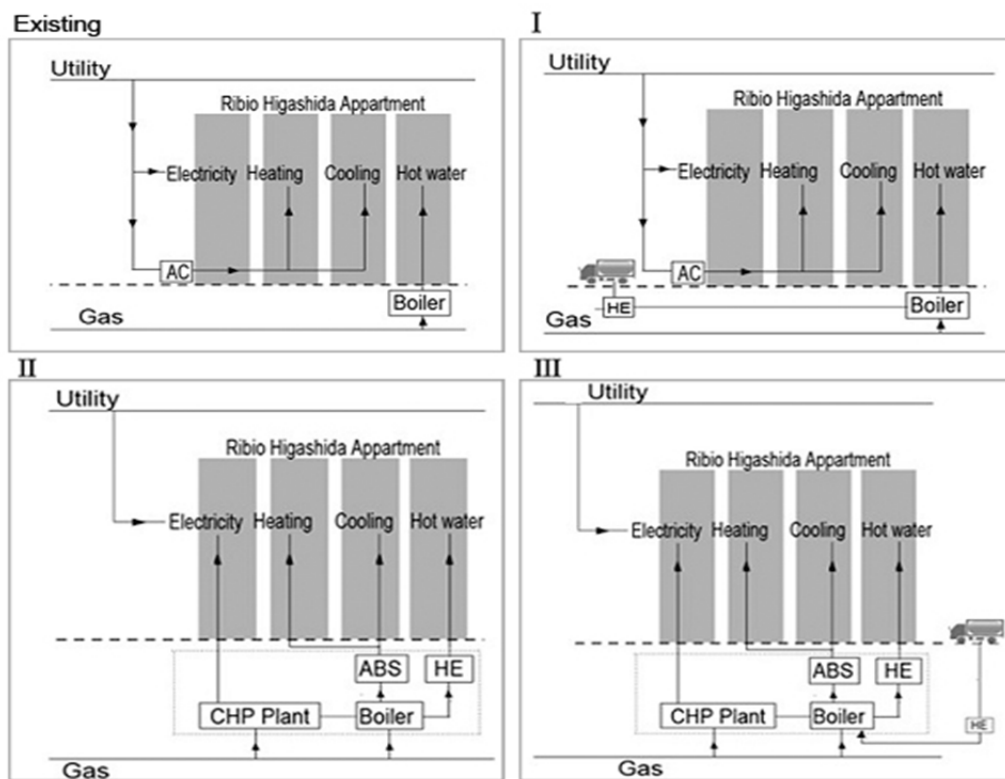 Existing
Utility
Ribio Higashida Appartment
Electricity Heating Cooling Hot water
AC
Boiler
Gas
I
Utility
Ribio Higashida Appartment
Electricity Heating Cooling Hot water
AC
HE
Boiler
Gas
II
Utility
Ribio Higashida Appartment
Electricity Heating Cooling Hot water
ABS HE
CHP Plant Boiler
Gas
III
Utility
Ribio Higashida Appartment
Electricity Heating Cooling Hot water
ABS HE
CHP Plant Boiler HE
Gas